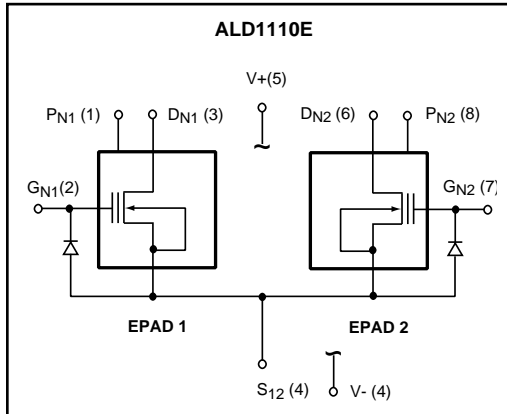 ALD1110E
V+(5)
PN1 (1) DN1 (3) DN2 (6) PN2 (8)
GN1(2) GN2 (7)
EPAD 1 EPAD 2
~
~
S12 (4) V- (4)